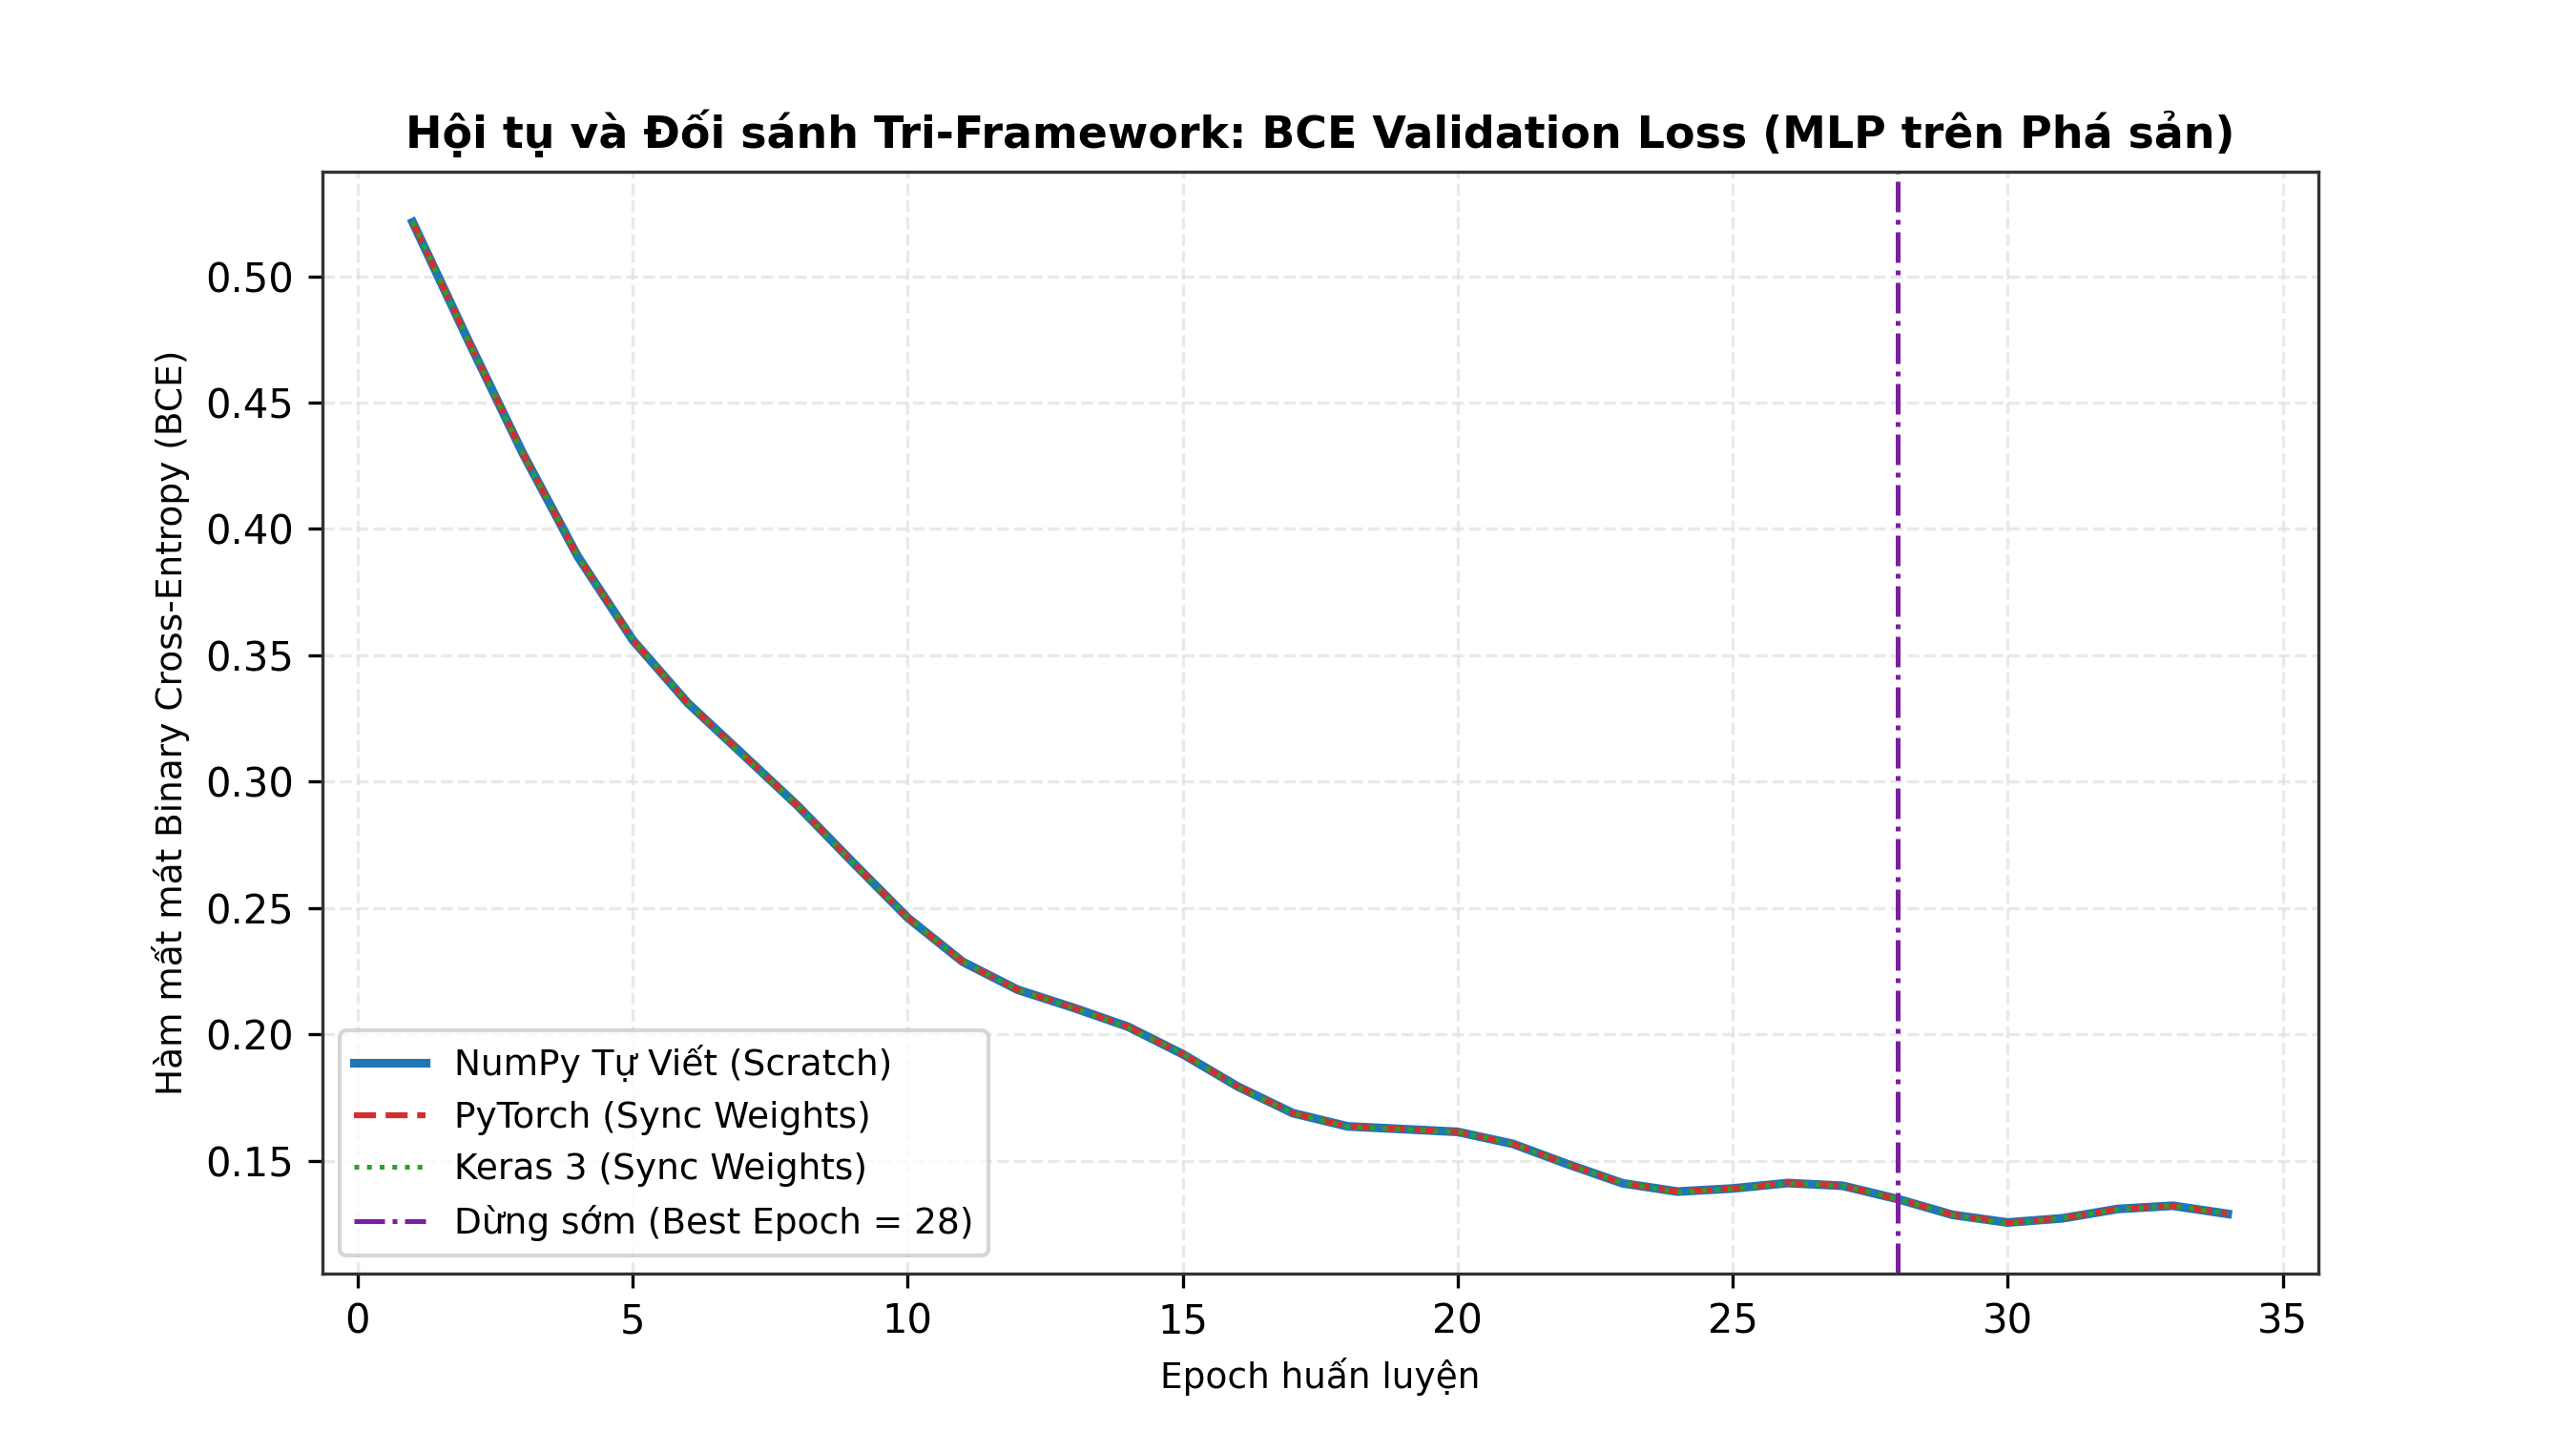 Hội tụ và Đối sánh Tri-Framework: BCE Validation Loss (MLP trên Phá sản)
Hàm mất mát Binary Cross-Entropy (BCE)
0.50
0.45
0.40
0.35
0.30
0.25
0.20
0.15
NumPy Tự Viết (Scratch)
PyTorch (Sync Weights)
Keras 3 (Sync Weights)
Dừng sớm (Best Epoch = 28)
0 5 10 15 20 25 30 35
Epoch huấn luyện